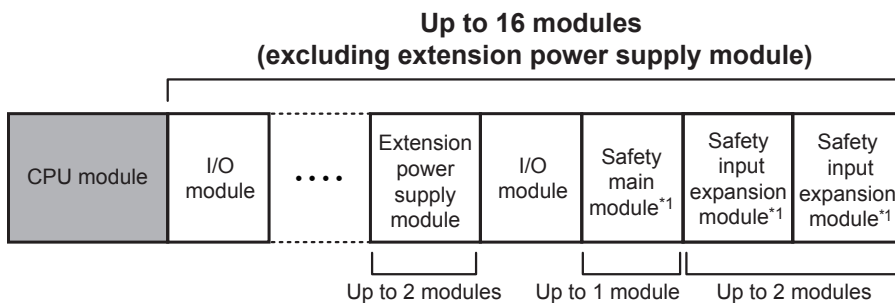 Up to 16 modules
(excluding extension power supply module)
CPU module
I/O
module
• • • •
Extension
power
supply
module
I/O
module
Safety
main
module*1
Safety
input
expansion
module*1
Safety
input
expansion
module*1
Up to 2 modules
Up to 1 module
Up to 2 modules